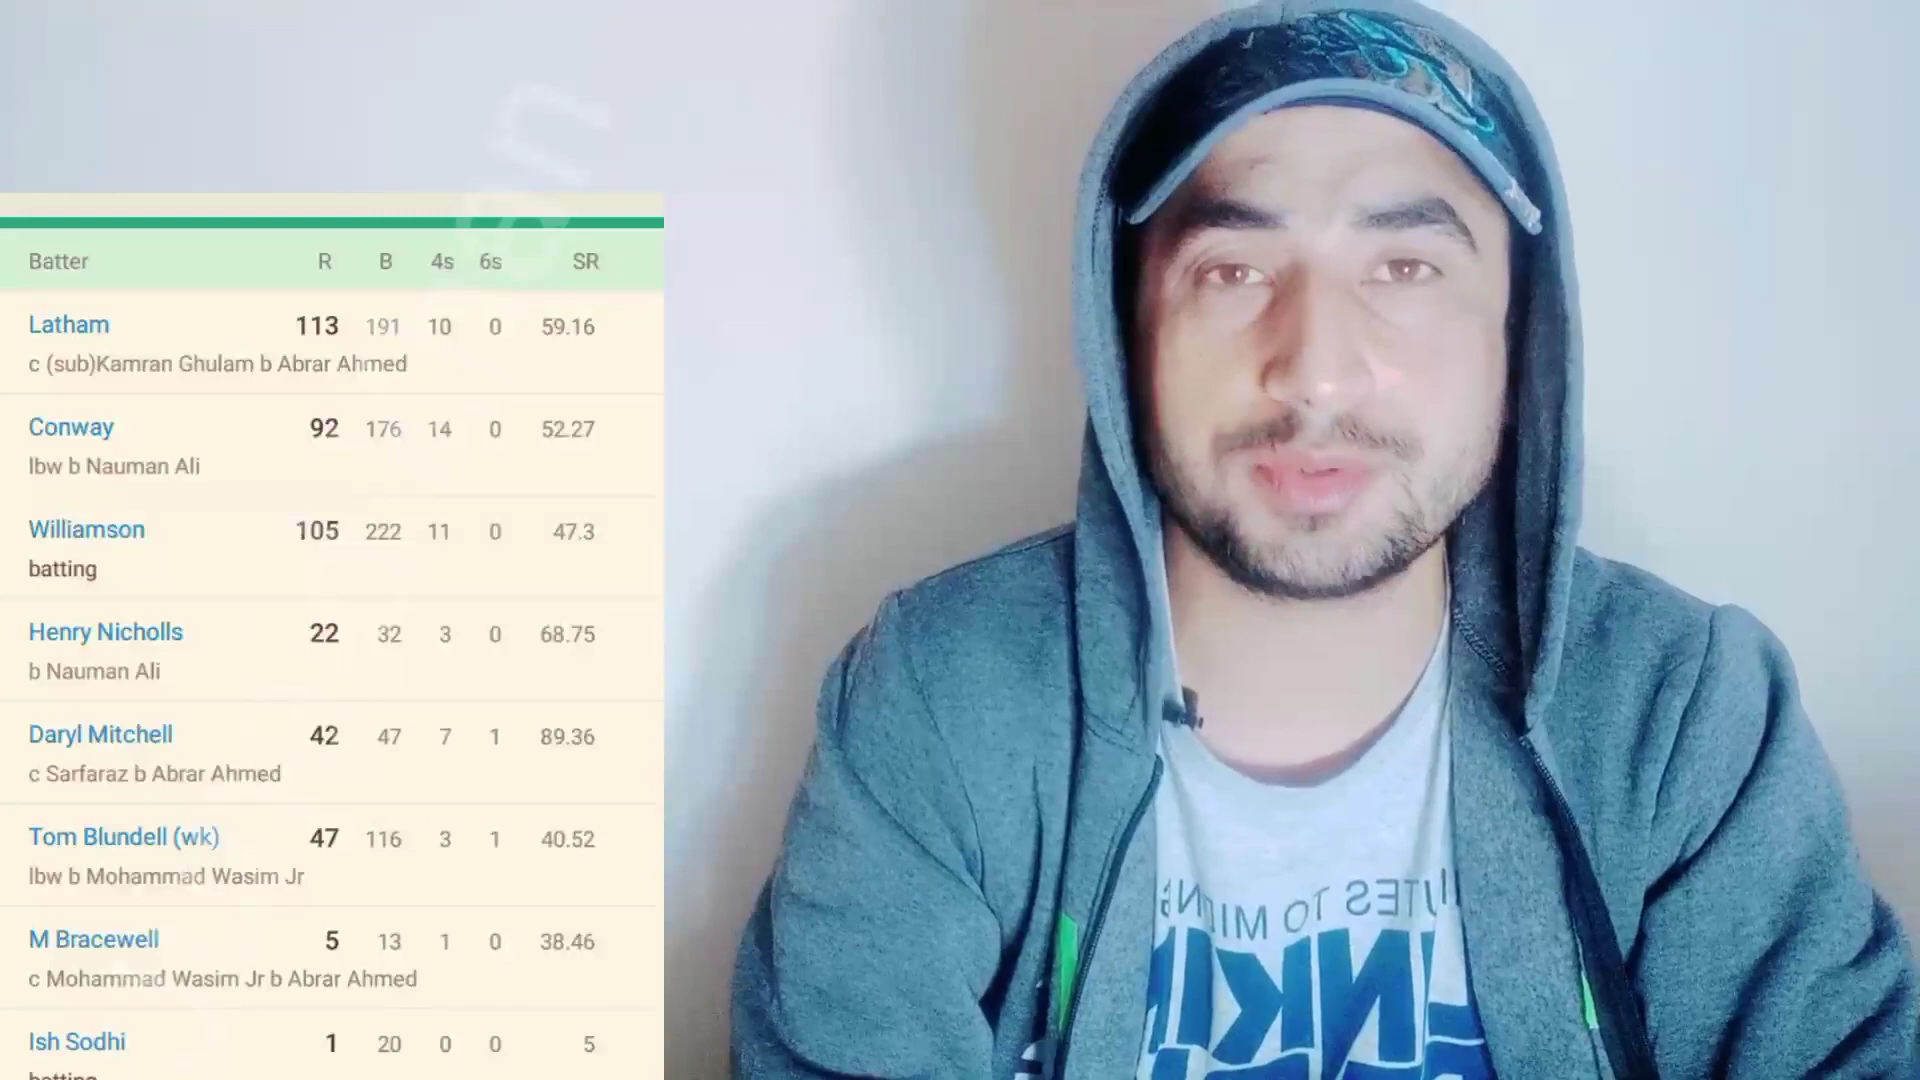 Batter R B 4s 6s SR
Latham 113 191 10 0 59.16
c (sub)Kamran Ghulam b Abrar Ahmed
Conway 92 176 14 0 52.27
lbw b Nauman Ali
Williamson 105 222 11 0 47.3
batting
Henry Nicholls 22 32 3 0 68.75
b Nauman Ali
Daryl Mitchell 42 47 7 1 89.36
c Sarfaraz b Abrar Ahmed
Tom Blundell (wk) 47 116 3 1 40.52
lbw b Mohammad Wasim Jr
M Bracewell 5 13 1 0 38.46
c Mohammad Wasim Jr b Abrar Ahmed
Ish Sodhi 1 20 0 0 5
batting
TO